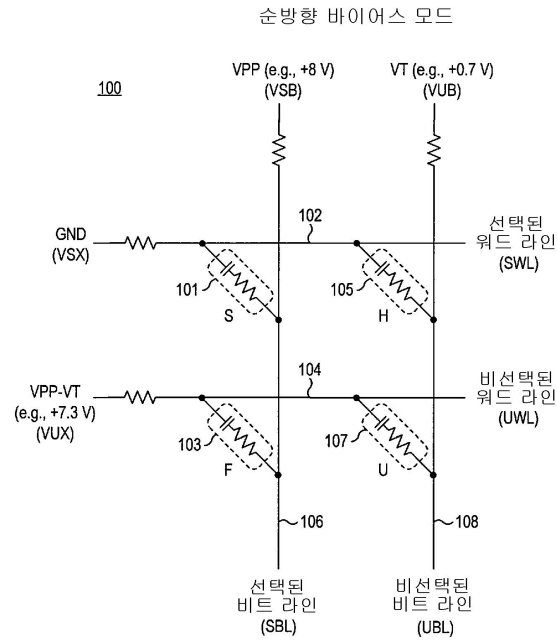 순방향 바이어스 모드
100
VPP (e.g., +8 V)
(VSB)
VT (e.g., +0.7 V)
(VUB)
GND
(VSX)
102
선택된
워드 라인
(SWL)
101
S
105
H
VPP-VT
(e.g., +7.3 V)
(VUX)
104
비선택된
워드 라인
(UWL)
103
F
107
U
106
108
선택된
비트 라인
(SBL)
비선택된
비트 라인
(UBL)